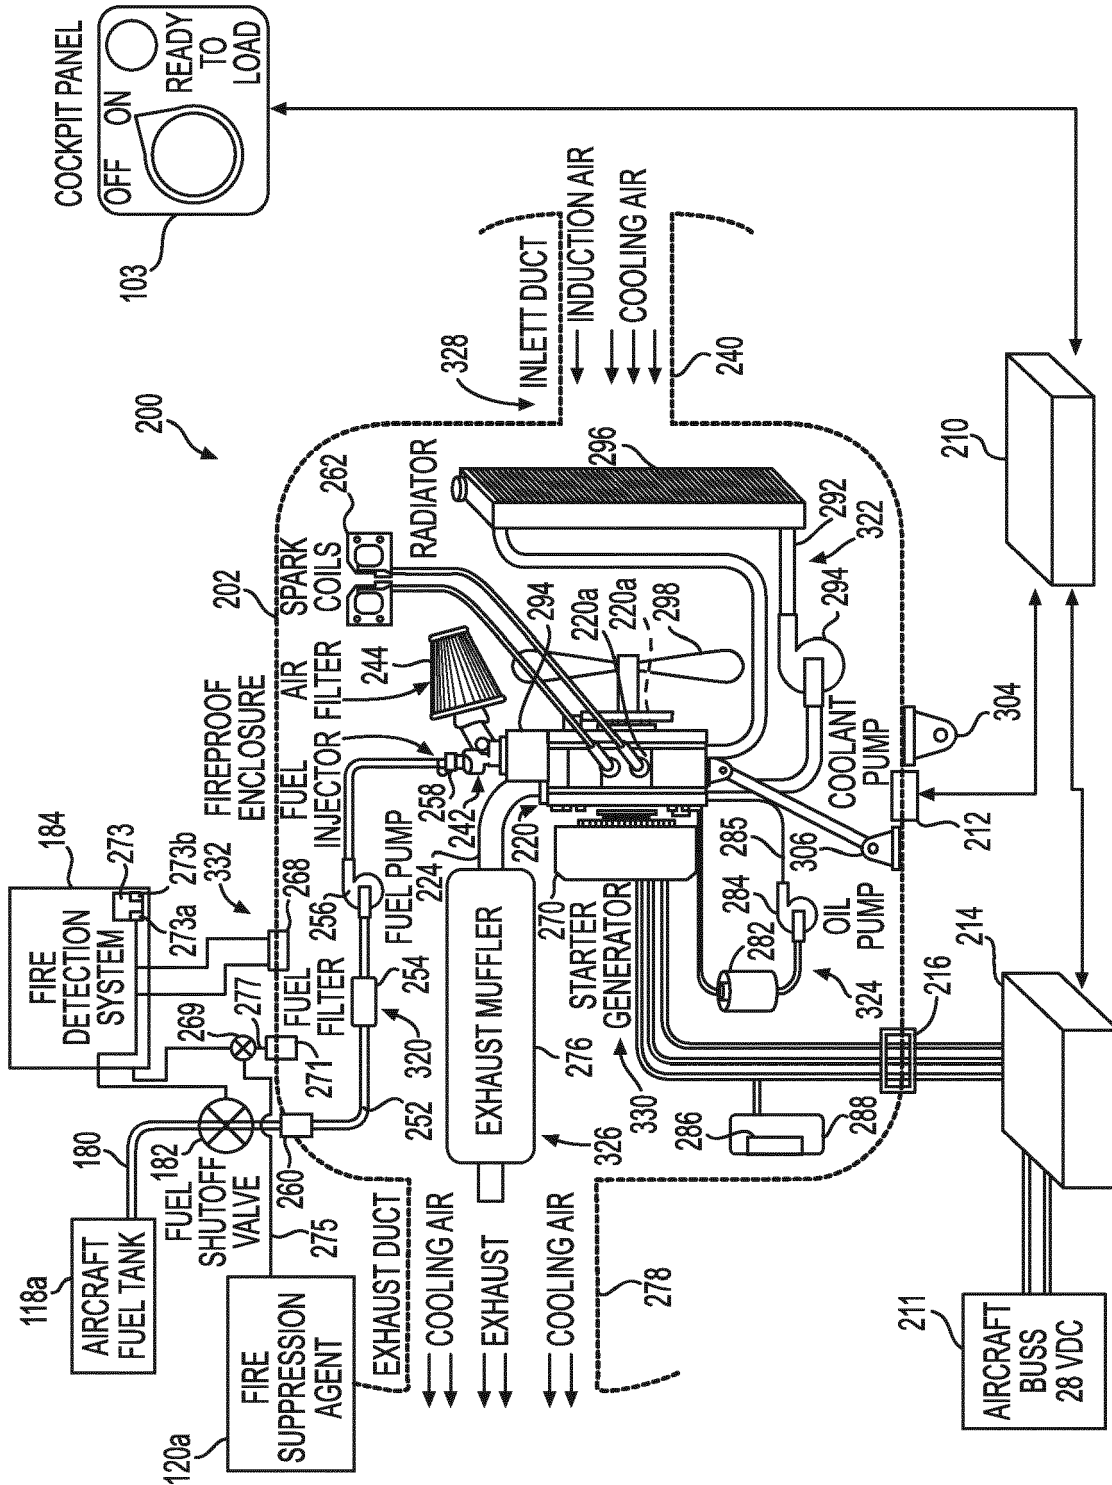 118a
180
184
COCKPIT PANEL
AIRCRAFT
FUEL TANK
FIRE
DETECTION
SYSTEM
273
273b
273a
OFF
ON
READY
TO
LOAD
103
120a
FIRE
SUPPRESSION
AGENT
182
FUEL
SHUTOFF
VALVE
275
260
269
277
271
332
268
FIREPROOF
ENCLOSURE
202
200
FUEL
FILTER
256
FUEL
INJECTOR
AIR
FILTER
SPARK
COILS
262
EXHAUST DUCT
252
320
254
FUEL PUMP
258
244
RADIATOR
328
INLETT DUCT
COOLING AIR
EXHAUST
COOLING AIR
EXHAUST MUFFLER
224
242
220
294
INDUCTION AIR
COOLING AIR
326
276
330
STARTER
GENERATOR
270
220a
220a
298
296
278
240
286
288
282
284
285
306
OIL
PUMP
324
COOLANT
PUMP
294
292
322
304
216
212
210
211
214
AIRCRAFT
BUSS
28 VDC